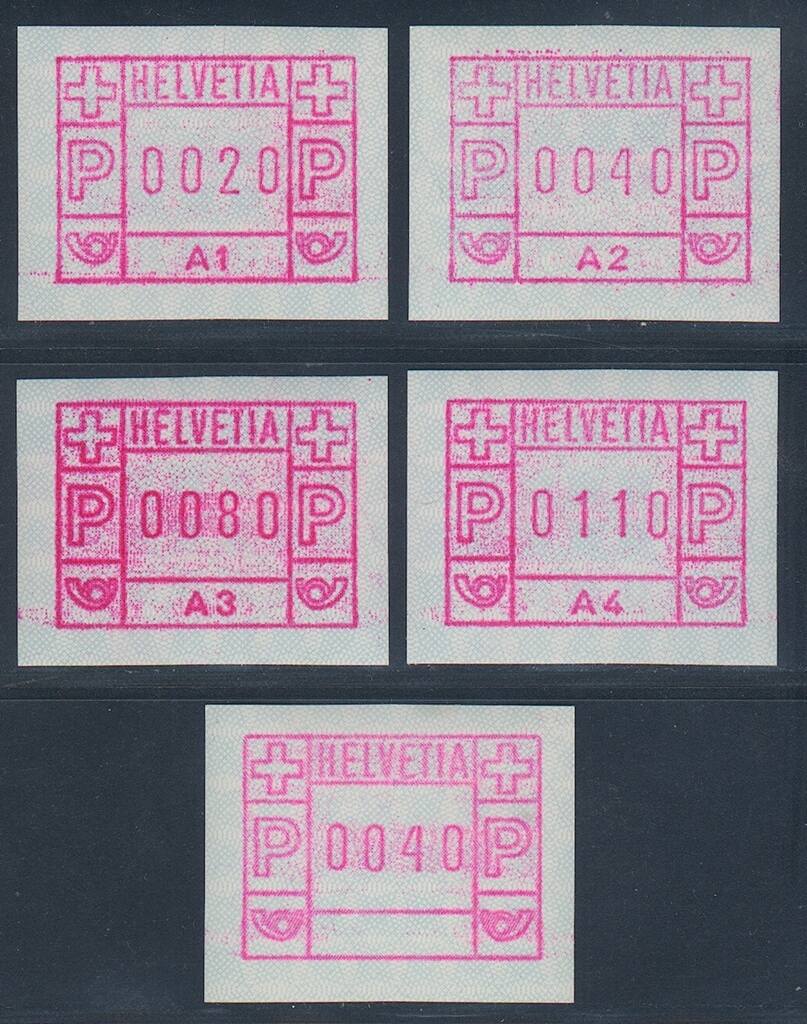 HELVETIA
P 0020 P
A1
HELVETIA
P 0040 P
A2
HELVETIA
P 0080 P
A3
HELVETIA
P 0110 P
A4
HELVETIA
P 0040 P